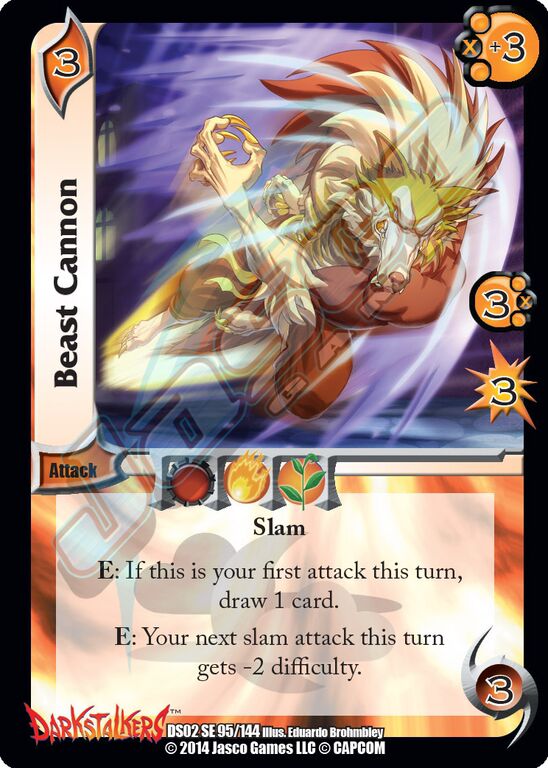 3
X +3
Beast Cannon
3 X
3
Attack
Slam
E: If this is your first attack this turn,
draw 1 card.
E: Your next slam attack this turn
gets -2 difficulty.
3
DARKSTALKERS™
DS02 SE 95/144 Illus. Eduardo Brohmbley
© 2014 Jasco Games LLC © CAPCOM